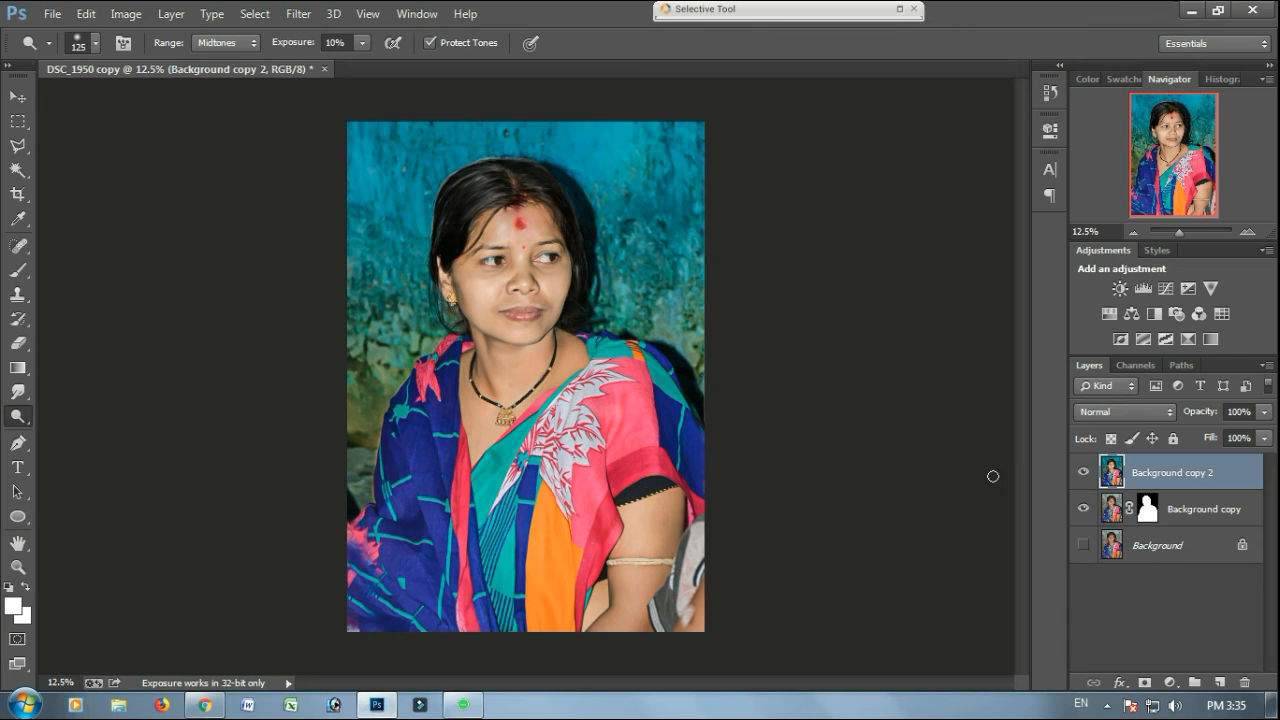 Ps File Edit Image Layer Type Select Filter 3D View Window Help
Selective Tool
125 Range: Midtones Exposure: 10% Protect Tones Essentials
DSC_1950 copy @ 12.5% (Background copy 2, RGB/8) *
Color Swatche Navigator Histogr
12.5%
Adjustments Styles
Add an adjustment
Layers Channels Paths
Kind
Normal Opacity: 100%
Lock: Fill: 100%
Background copy 2
Background copy
Background
12.5% Exposure works in 32-bit only
EN PM 3:35